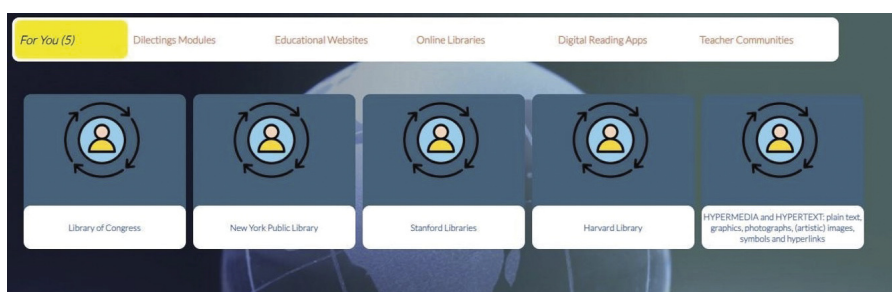 For You (5)
Dilectings Modules
Educational Websites
Online Libraries
Digital Reading Apps
Teacher Communities
Library of Congress
New York Public Library
Stanford Libraries
Harvard Library
HYPERMEDIA and HYPERTEXT: plain text,
graphics, photographs, (artistic) images,
symbols and hyperlinks